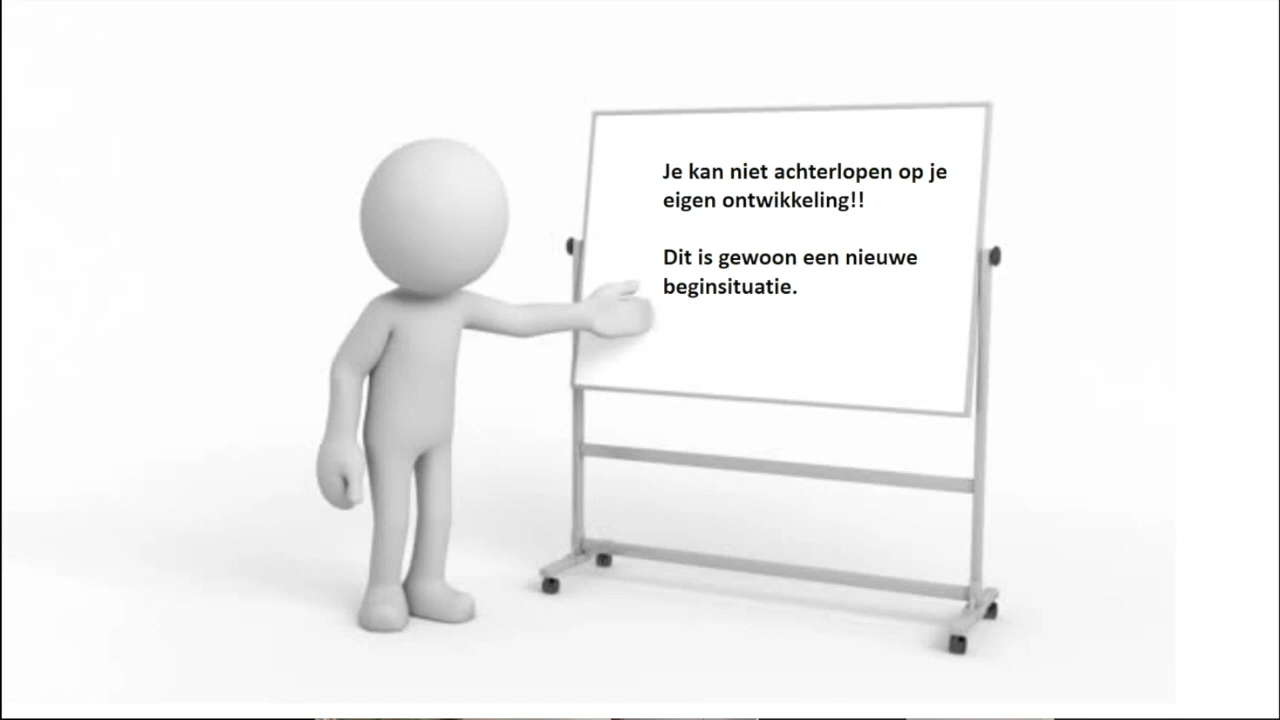 Je kan niet achterlopen op je
eigen ontwikkeling!!
Dit is gewoon een nieuwe
beginsituatie.